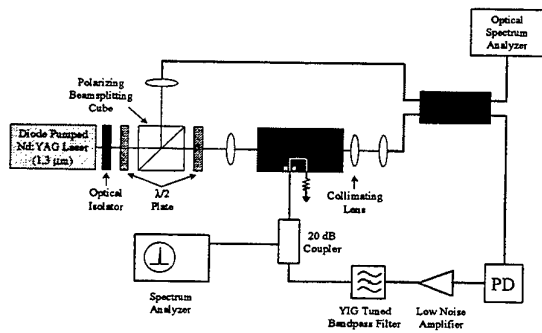 Optical
Spectrum
Analyzer
Polarizing
Beamsplitting
Cube
Diode Pumped
Nd:YAG Laser
(1.3 μm)
Optical
Isolator
λ/2
Plate
Collimating
Lens
20 dB
Coupler
Spectrum
Analyzer
YIG Tuned
Bandpass Filter
Low Noise
Amplifier
PD